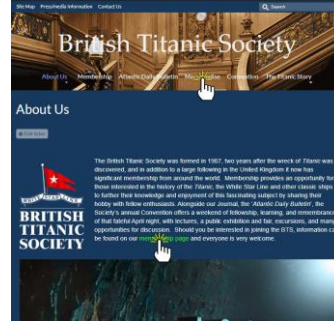 Site Map Press/media Information Contact Us Search
British Titanic Society
About Us Membership Atlantic Daily Bulletin Merchandise Convention The Titanic Story
About Us
The British Titanic Society was formed in 1987, two years after the wreck of Titanic was
discovered, and in addition to a large following in the United Kingdom it now has
significant membership from around the world. Membership provides an opportunity for
those interested in the history of the Titanic, the White Star Line and other classic ships
to further their knowledge and enjoyment of this fascinating subject by sharing their
hobby with fellow enthusiasts. Alongside our Journal, the 'Atlantic Daily Bulletin', the
Society's annual Convention offers a weekend of fellowship, learning, and remembrance
of that fateful April night, with lectures, a public exhibition and fair, excursions, and many
opportunities for discussion. Should you be interested in joining the BTS, information ca
be found on our membership page and everyone is very welcome.
WHITE STAR LINE
BRITISH
TITANIC
SOCIETY